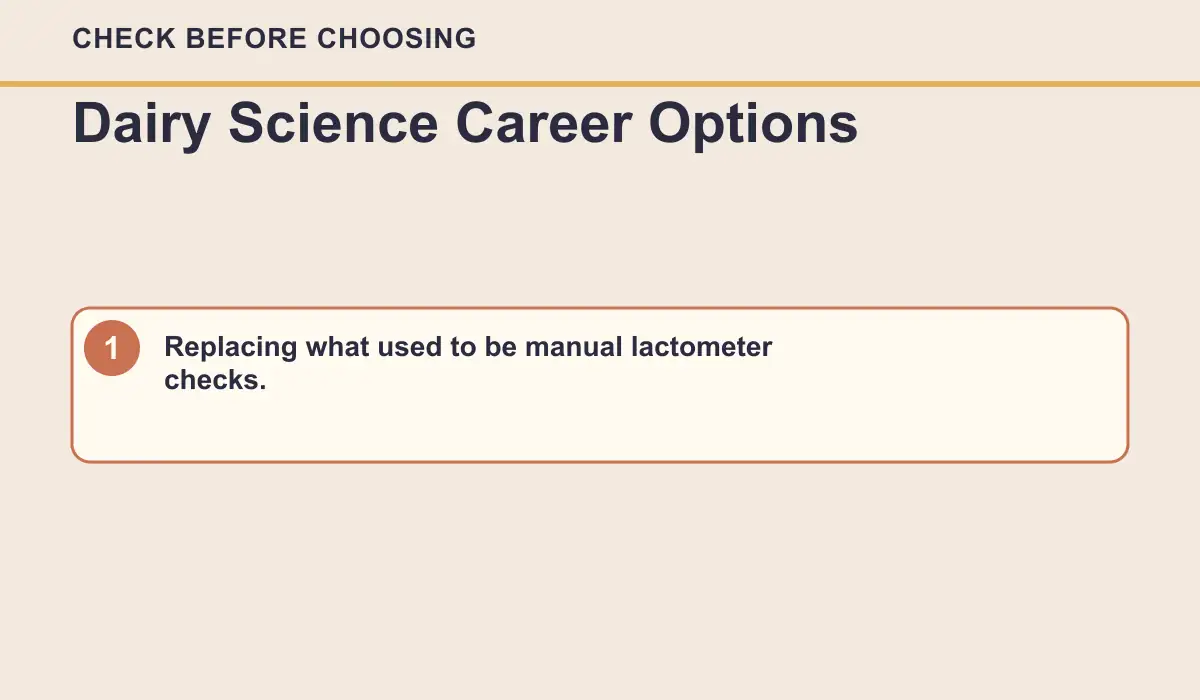 CHECK BEFORE CHOOSING
Dairy Science Career Options
1
Replacing what used to be manual lactometer
checks.